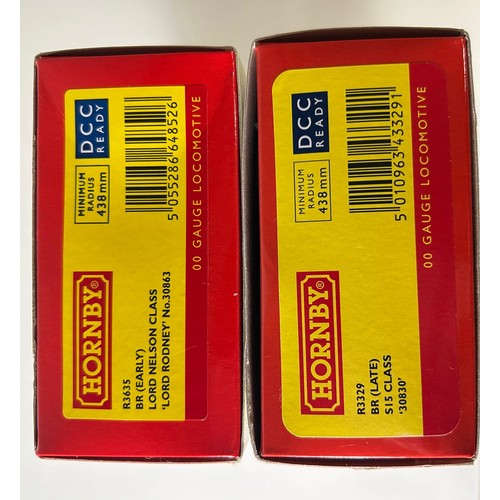 HORNBY®
R3635
BR (EARLY)
LORD NELSON CLASS
'LORD RODNEY' No.30863
MINIMUM
RADIUS
438mm
DCC
READY
5 055286 648526
00 GAUGE LOCOMOTIVE
HORNBY®
R3329
BR (LATE)
S15 CLASS
'30830'
MINIMUM
RADIUS
438mm
DCC
READY
5 010963 433291
00 GAUGE LOCOMOTIVE